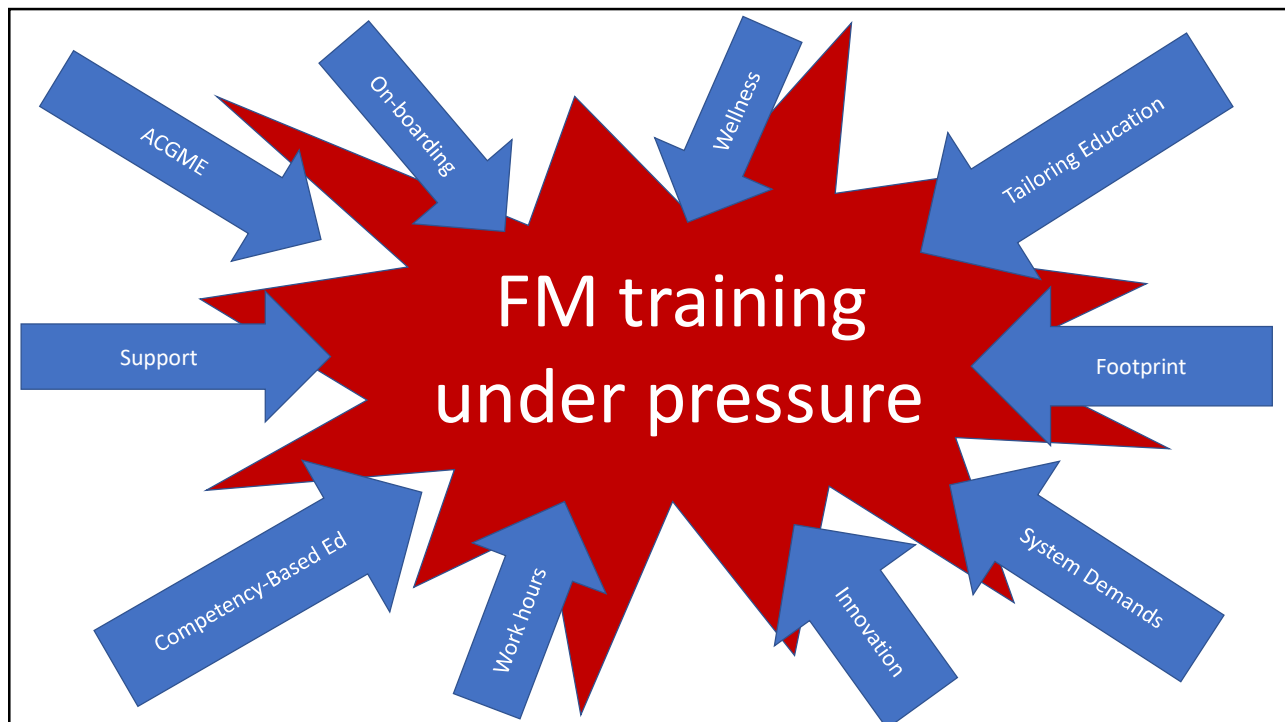 ACGME
On-boarding
Wellness
Tailoring Education
FM training
under pressure
Support
Footprint
Competency-Based Ed
Work hours
Innovation
System Demands